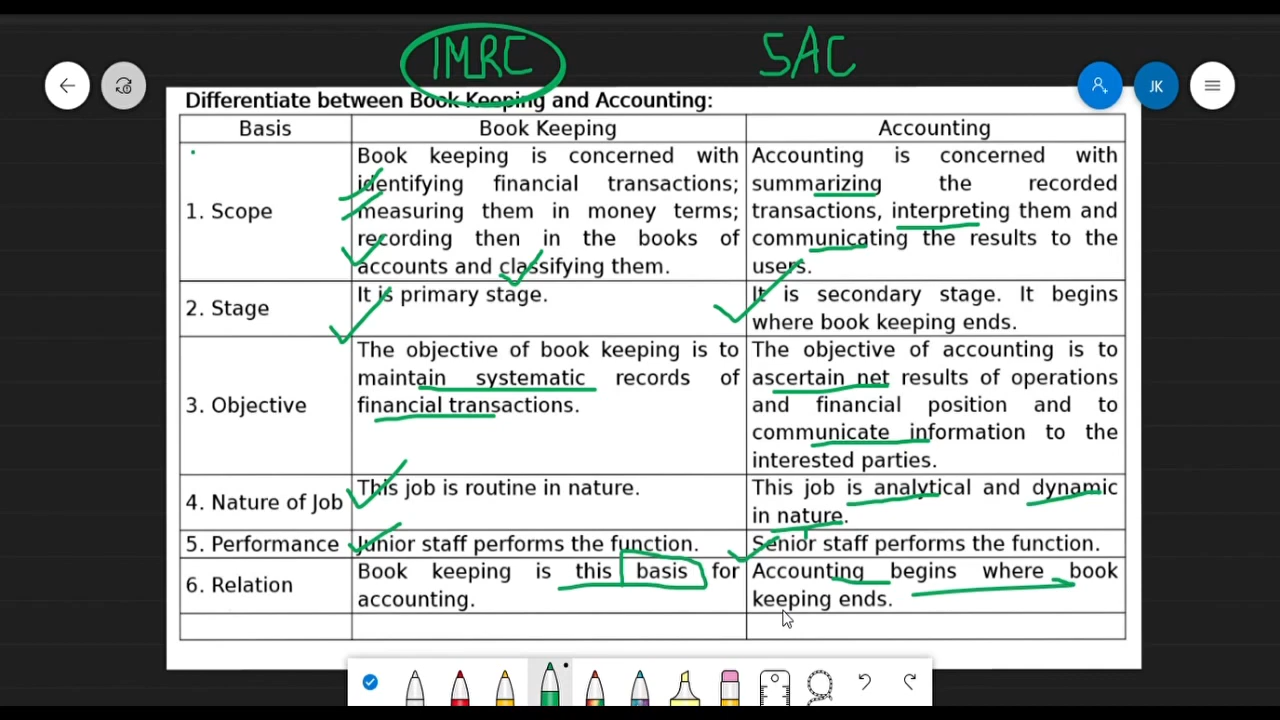 IMRC
SAC
JK
Differentiate between Book Keeping and Accounting:
Basis
Book Keeping
Accounting
1. Scope
Book keeping is concerned with
identifying financial transactions;
measuring them in money terms;
recording then in the books of
accounts and classifying them.
Accounting is concerned with
summarizing the recorded
transactions, interpreting them and
communicating the results to the
users.
2. Stage
It is primary stage.
It is secondary stage. It begins
where book keeping ends.
3. Objective
The objective of book keeping is to
maintain systematic records of
financial transactions.
The objective of accounting is to
ascertain net results of operations
and financial position and to
communicate information to the
interested parties.
4. Nature of Job
This job is routine in nature.
This job is analytical and dynamic
in nature.
5. Performance
Junior staff performs the function.
Senior staff performs the function.
6. Relation
Book keeping is this basis for
accounting.
Accounting begins where book
keeping ends.